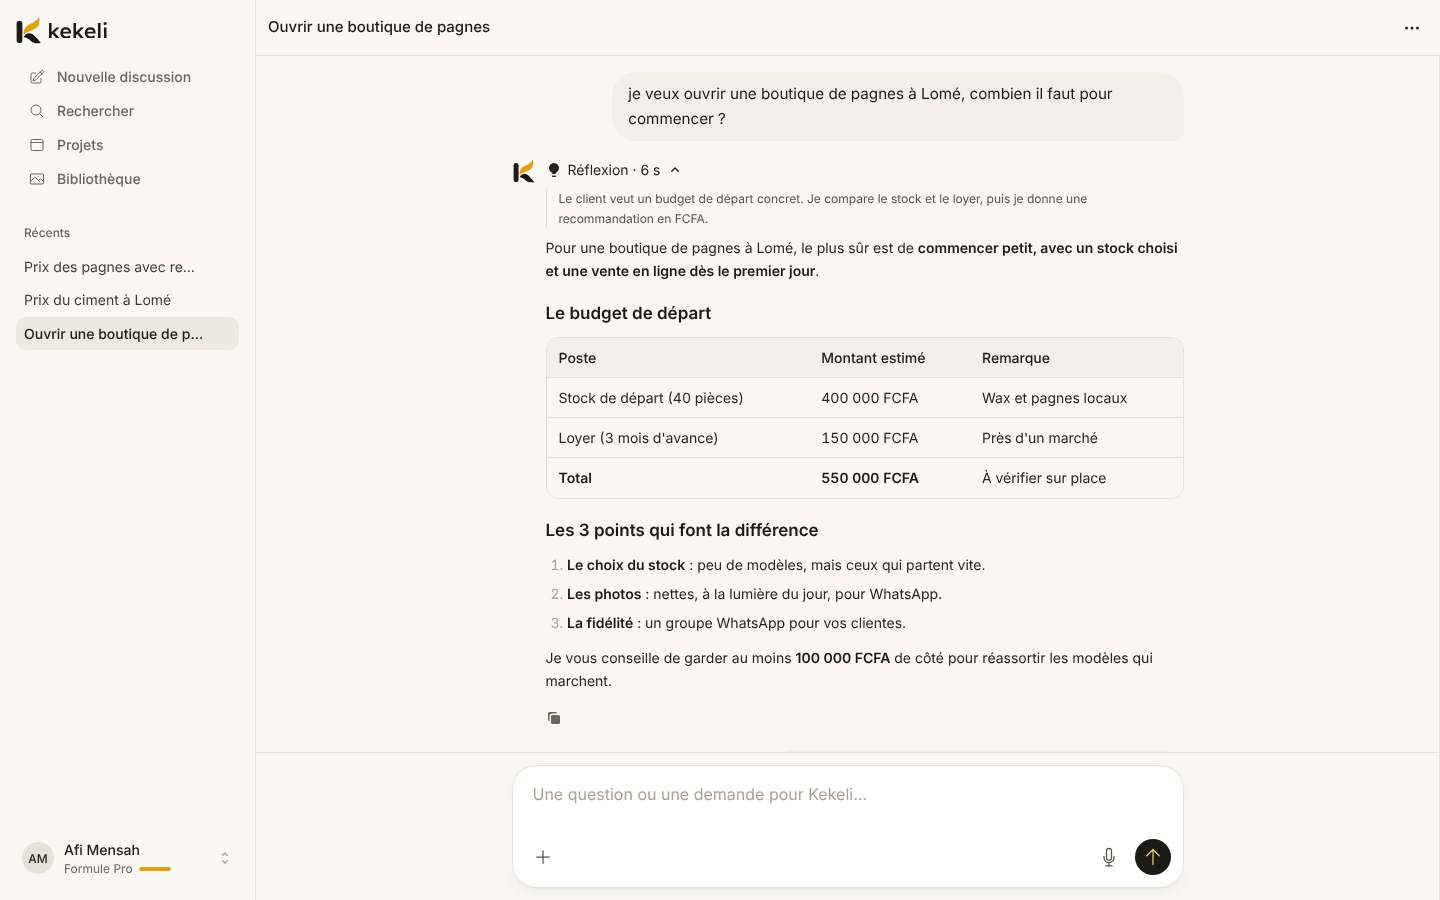 kekeli
Nouvelle discussion
Rechercher
Projets
Bibliothèque
Récents
Prix des pagnes avec re...
Prix du ciment à Lomé
Ouvrir une boutique de p...
AM
Afi Mensah
Formule Pro
Ouvrir une boutique de pagnes
je veux ouvrir une boutique de pagnes à Lomé, combien il faut pour
commencer ?
Réflexion · 6 s
Le client veut un budget de départ concret. Je compare le stock et le loyer, puis je donne une
recommandation en FCFA.
Pour une boutique de pagnes à Lomé, le plus sûr est de commencer petit, avec un stock choisi
et une vente en ligne dès le premier jour.
Le budget de départ
Poste Montant estimé Remarque
Stock de départ (40 pièces) 400 000 FCFA Wax et pagnes locaux
Loyer (3 mois d'avance) 150 000 FCFA Près d'un marché
Total 550 000 FCFA À vérifier sur place
Les 3 points qui font la différence
1. Le choix du stock : peu de modèles, mais ceux qui partent vite.
2. Les photos : nettes, à la lumière du jour, pour WhatsApp.
3. La fidélité : un groupe WhatsApp pour vos clientes.
Je vous conseille de garder au moins 100 000 FCFA de côté pour réassortir les modèles qui
marchent.
Une question ou une demande pour Kekeli...